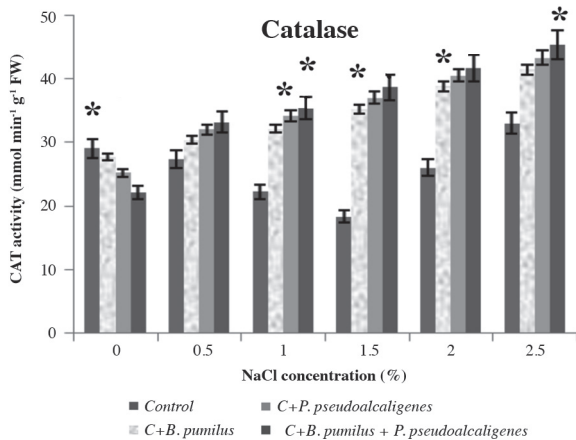 Catalase
CAT activity (mmol min⁻¹ g⁻¹ FW)
50
40
30
20
10
0
* * * * * *
0 0.5 1 1.5 2 2.5
NaCl concentration (%)
Control C+P. pseudoalcaligenes
C+B. pumilus C+B. pumilus + P. pseudoalcaligenes